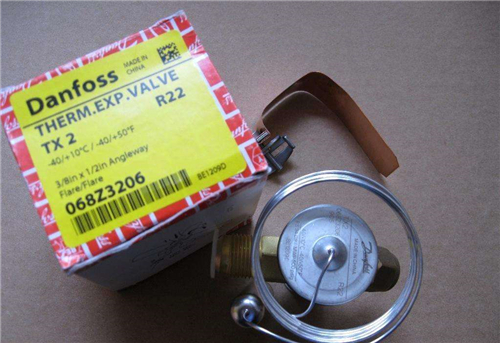 Danfoss
MADE IN
CHINA
THERM.EXP.VALVE
TX 2
R22
-40/+10°C / -40/+50°F
3/8in x 1/2in Angleway
Flare/Flare
068Z3206
BE1209D
Danfoss